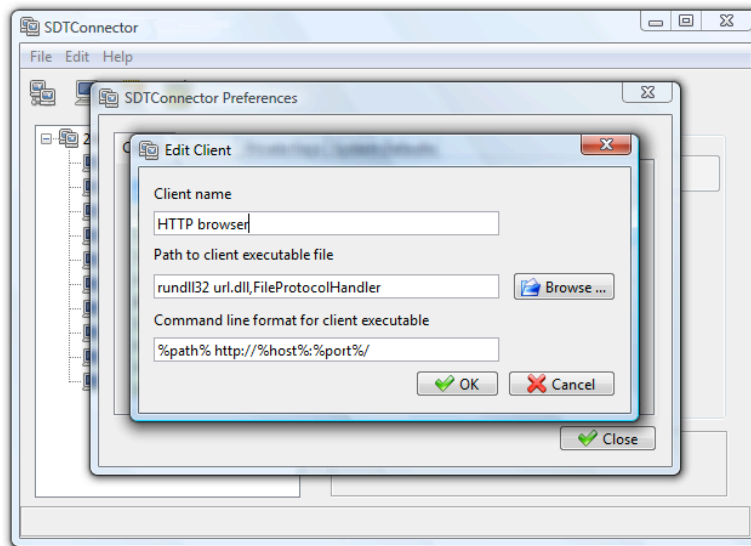 SDTConnector
File Edit Help
SDTConnector Preferences
2
Edit Client
Client name
HTTP browser
Path to client executable file
rundll32 url.dll,FileProtocolHandler
Browse ...
Command line format for client executable
%path% http://%host%:%port%/
OK
Cancel
Close